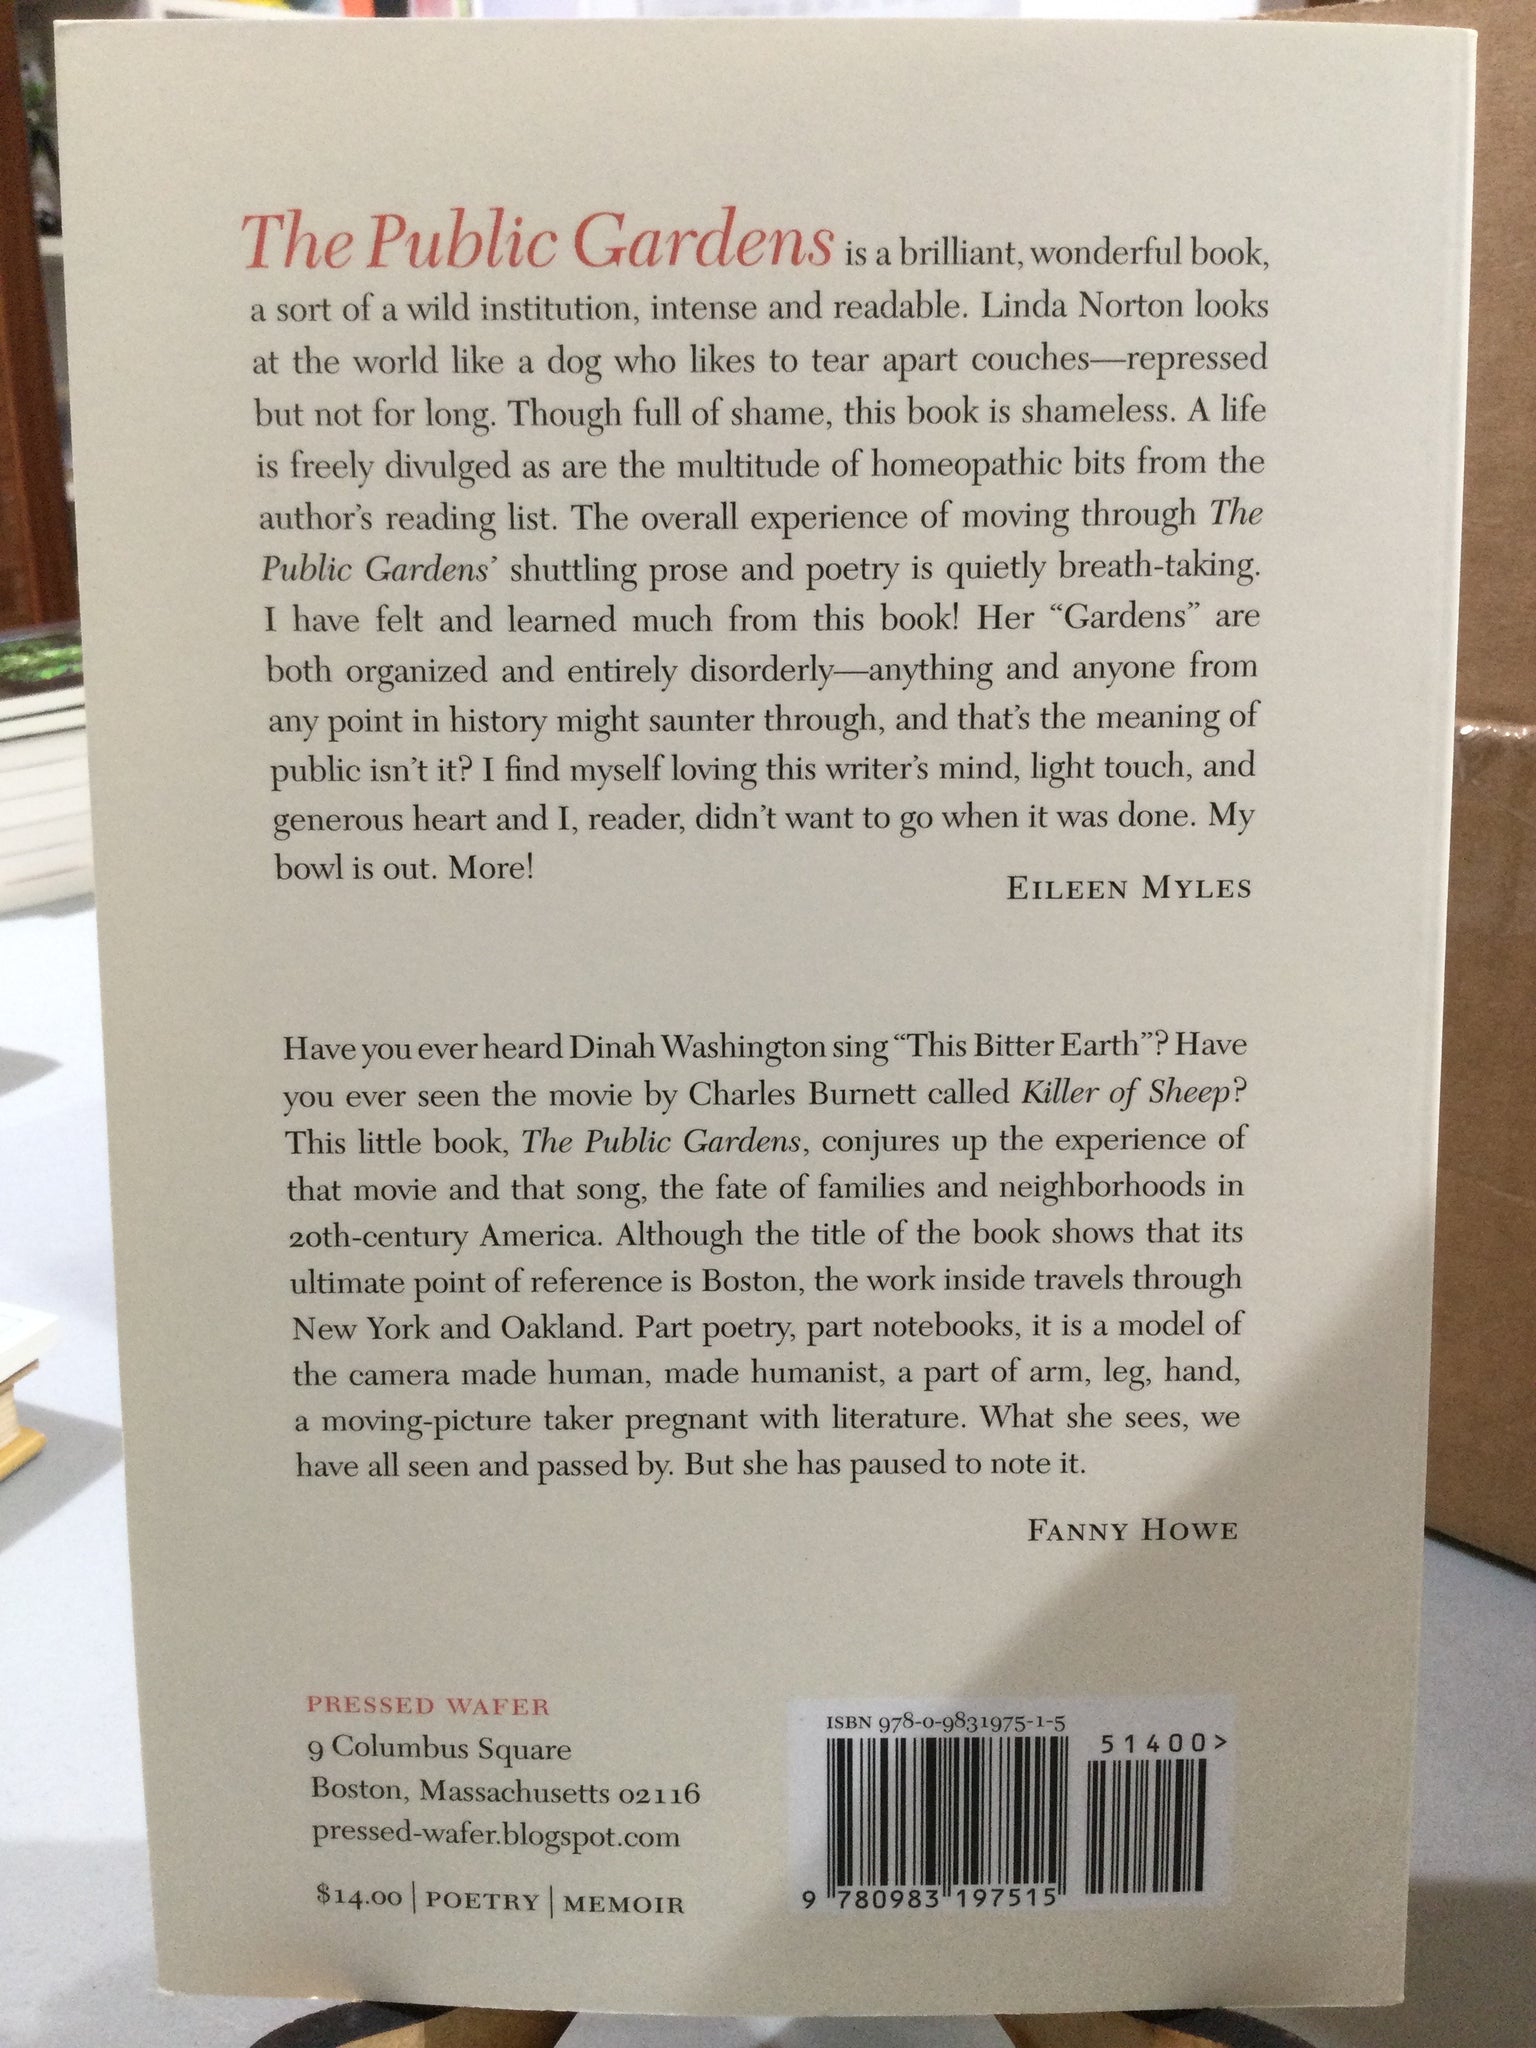 The Public Gardens is a brilliant, wonderful book,
a sort of a wild institution, intense and readable. Linda Norton looks
at the world like a dog who likes to tear apart couches—repressed
but not for long. Though full of shame, this book is shameless. A life
is freely divulged as are the multitude of homeopathic bits from the
author's reading list. The overall experience of moving through The
Public Gardens' shuttling prose and poetry is quietly breath-taking.
I have felt and learned much from this book! Her “Gardens” are
both organized and entirely disorderly—anything and anyone from
any point in history might saunter through, and that's the meaning of
public isn't it? I find myself loving this writer's mind, light touch, and
generous heart and I, reader, didn't want to go when it was done. My
bowl is out. More!
EILEEN MYLES
Have you ever heard Dinah Washington sing “This Bitter Earth”? Have
you ever seen the movie by Charles Burnett called Killer of Sheep?
This little book, The Public Gardens, conjures up the experience of
that movie and that song, the fate of families and neighborhoods in
20th-century America. Although the title of the book shows that its
ultimate point of reference is Boston, the work inside travels through
New York and Oakland. Part poetry, part notebooks, it is a model of
the camera made human, made humanist, a part of arm, leg, hand,
a moving-picture taker pregnant with literature. What she sees, we
have all seen and passed by. But she has paused to note it.
FANNY HOWE
PRESSED WAFER
9 Columbus Square
Boston, Massachusetts 02116
pressed-wafer.blogspot.com
$14.00 | POETRY | MEMOIR
ISBN 978-0-9831975-1-5
51400>
9 780983 197515